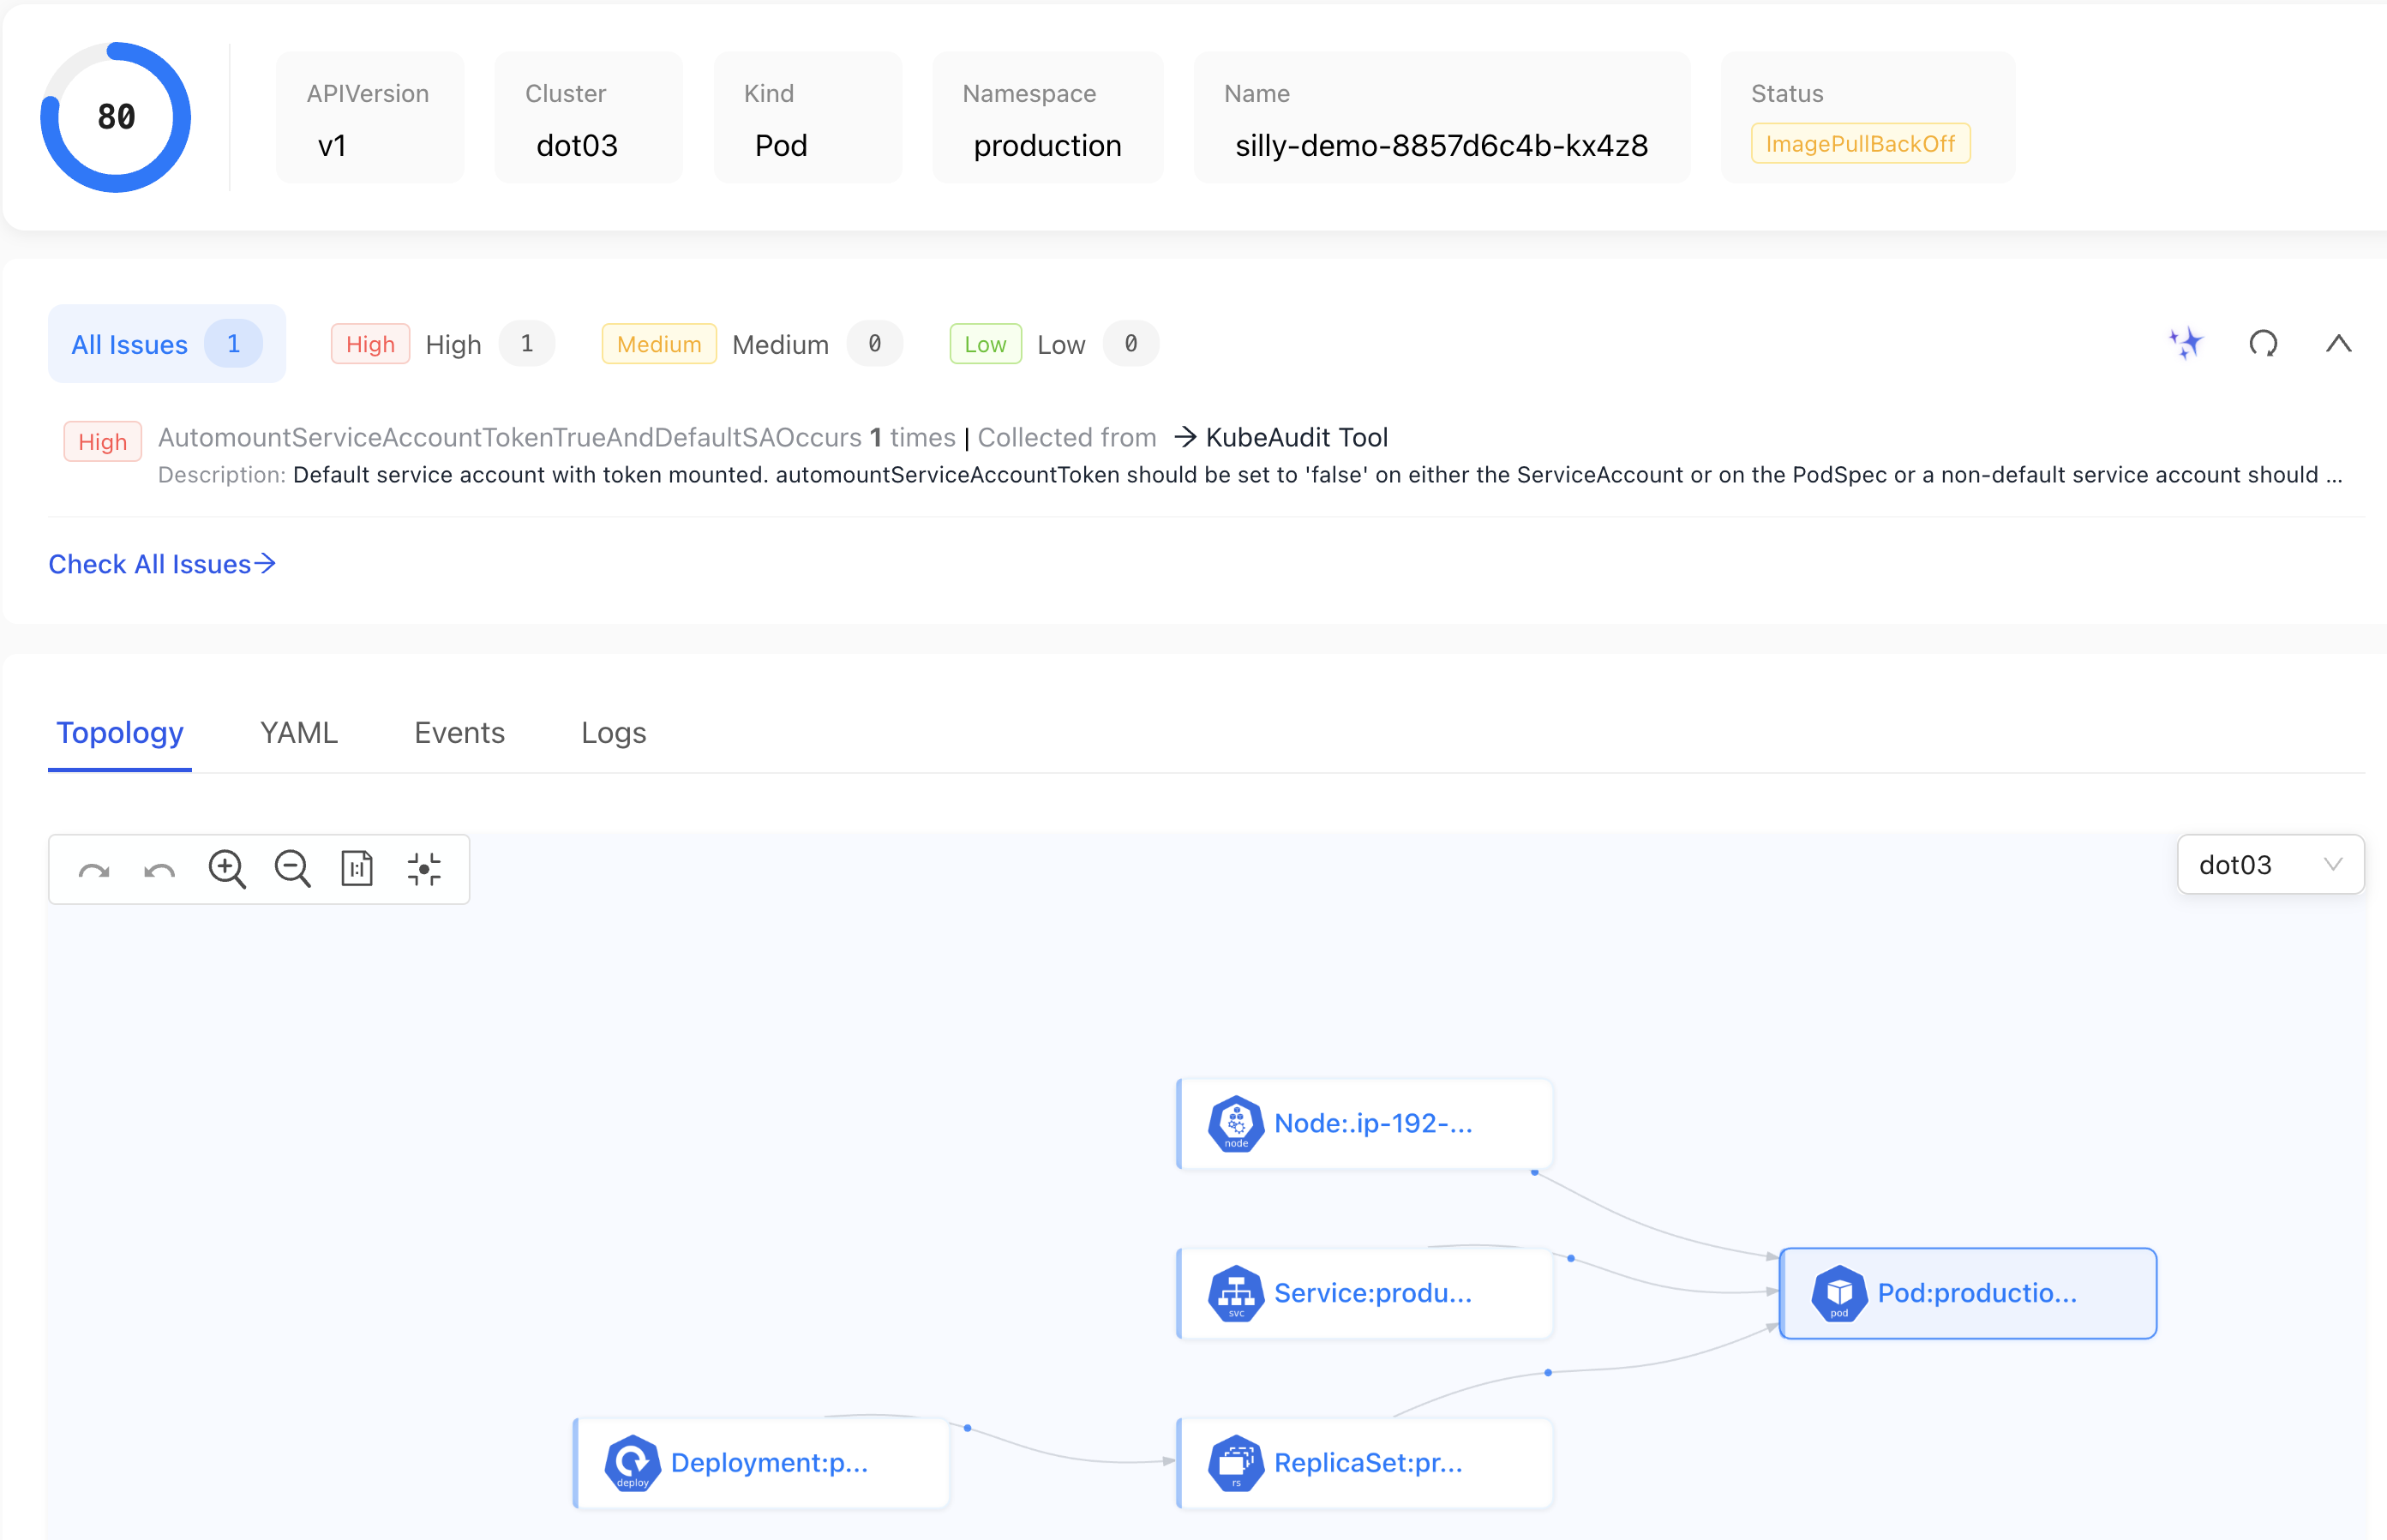 80
APIVersion
v1
Cluster
dot03
Kind
Pod
Namespace
production
Name
silly-demo-8857d6c4b-kx4z8
Status
ImagePullBackOff
All Issues 1 High High 1 Medium Medium 0 Low Low 0
High AutomountServiceAccountTokenTrueAndDefaultSAOccurs 1 times | Collected from → KubeAudit Tool
Description: Default service account with token mounted. automountServiceAccountToken should be set to 'false' on either the ServiceAccount or on the PodSpec or a non-default service account should ...
Check All Issues→
Topology YAML Events Logs
dot03
node Node:.ip-192-...
svc Service:produ...
pod Pod:productio...
deploy Deployment:p...
rs ReplicaSet:pr...